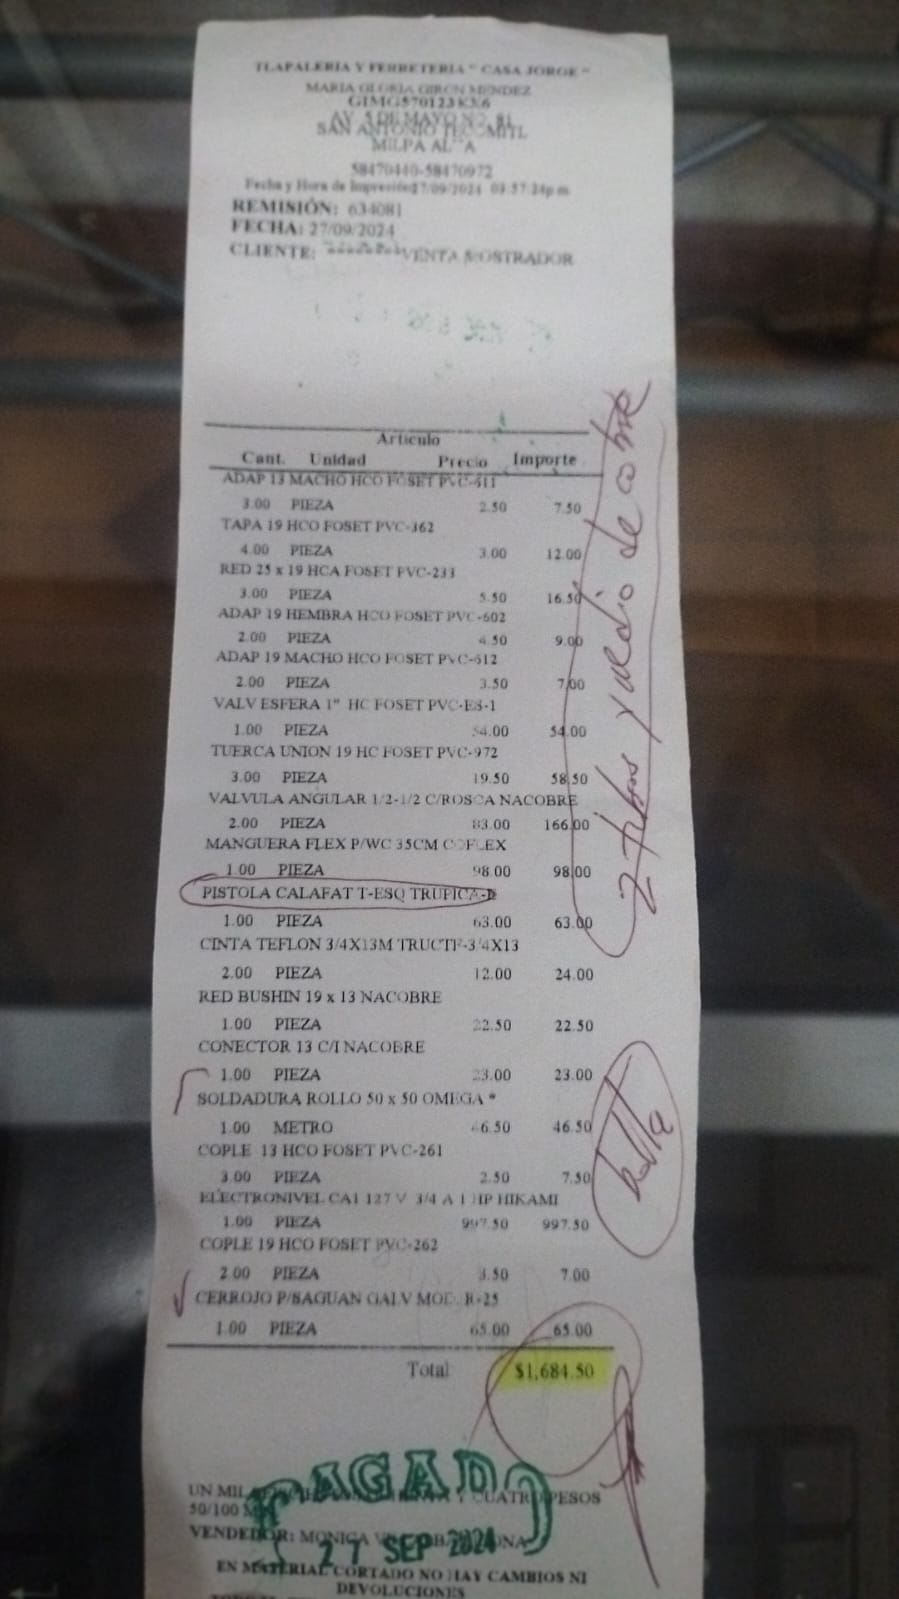 TLAPALERIA Y FERRETERIA " CASA JORGE "
MARIA GLORIA GIRON MENDEZ
GIMG570123KX6
AV. 5 DE MAYO NO. 81
SAN ANTONIO TECOMITL
MILPA AL A
58470440-58470972
Fecha y Hora de Impresión27/09/2024 03:57:24p.m
REMISIÓN: 634081
FECHA: 27/09/2024
CLIENTE: VENTA MOSTRADOR
Artículo
Cant. Unidad Precio Importe
ADAP 13 MACHO HCO FOSET PVC-611
3.00 PIEZA 2.50 7.50
TAPA 19 HCO FOSET PVC-362
4.00 PIEZA 3.00 12.00
RED 25 x 19 HCA FOSET PVC-233
3.00 PIEZA 5.50 16.50
ADAP 19 HEMBRA HCO FOSET PVC-602
2.00 PIEZA 4.50 9.00
ADAP 19 MACHO HCO FOSET PVC-612
2.00 PIEZA 3.50 7.00
VALV ESFERA 1" HC FOSET PVC-ES-1
1.00 PIEZA 54.00 54.00
TUERCA UNION 19 HC FOSET PVC-972
3.00 PIEZA 19.50 58.50
VALVULA ANGULAR 1/2-1/2 C/ROSCA NACOBRE
2.00 PIEZA 83.00 166.00
MANGUERA FLEX P/WC 35CM COFLEX
1.00 PIEZA 98.00 98.00
PISTOLA CALAFAT T-ESQ TRUPICA-E
1.00 PIEZA 63.00 63.00
CINTA TEFLON 3/4X13M TRUCTF-3/4X13
2.00 PIEZA 12.00 24.00
RED BUSHIN 19 x 13 NACOBRE
1.00 PIEZA 22.50 22.50
CONECTOR 13 C/I NACOBRE
1.00 PIEZA 23.00 23.00
SOLDADURA ROLLO 50 x 50 OMEGA *
1.00 METRO 46.50 46.50
COPLE 13 HCO FOSET PVC-261
3.00 PIEZA 2.50 7.50
ELECTRONIVEL CA1 127 V 3/4 A 1 HP HIKAMI
1.00 PIEZA 997.50 997.50
COPLE 19 HCO FOSET PVC-262
2.00 PIEZA 3.50 7.00
CERROJO P/SAGUAN GALV MOD. R-25
1.00 PIEZA 65.00 65.00
Total $1,684.50
2 tubos y medio de cobre
PAGADO
27 SEP 2024
UN MIL Y CUATRO PESOS
50/100
VENDEDOR: MONICA
EN MATERIAL CORTADO NO HAY CAMBIOS NI
DEVOLUCIONES